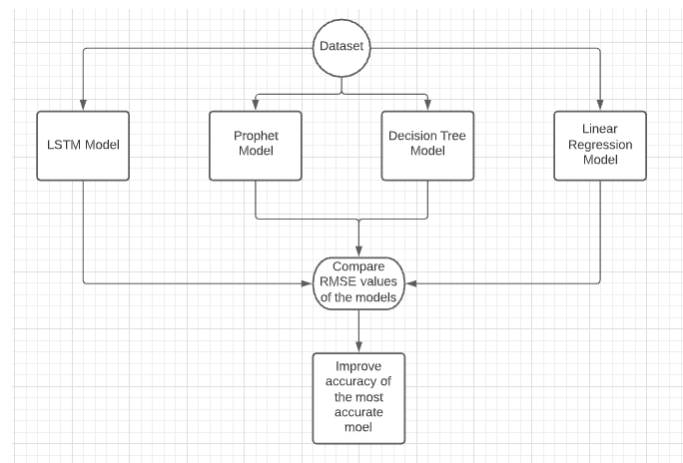 Dataset
LSTM Model
Prophet
Model
Decision Tree
Model
Linear
Regression
Model
Compare
RMSE values
of the models
Improve
accuracy of
the most
accurate
moel